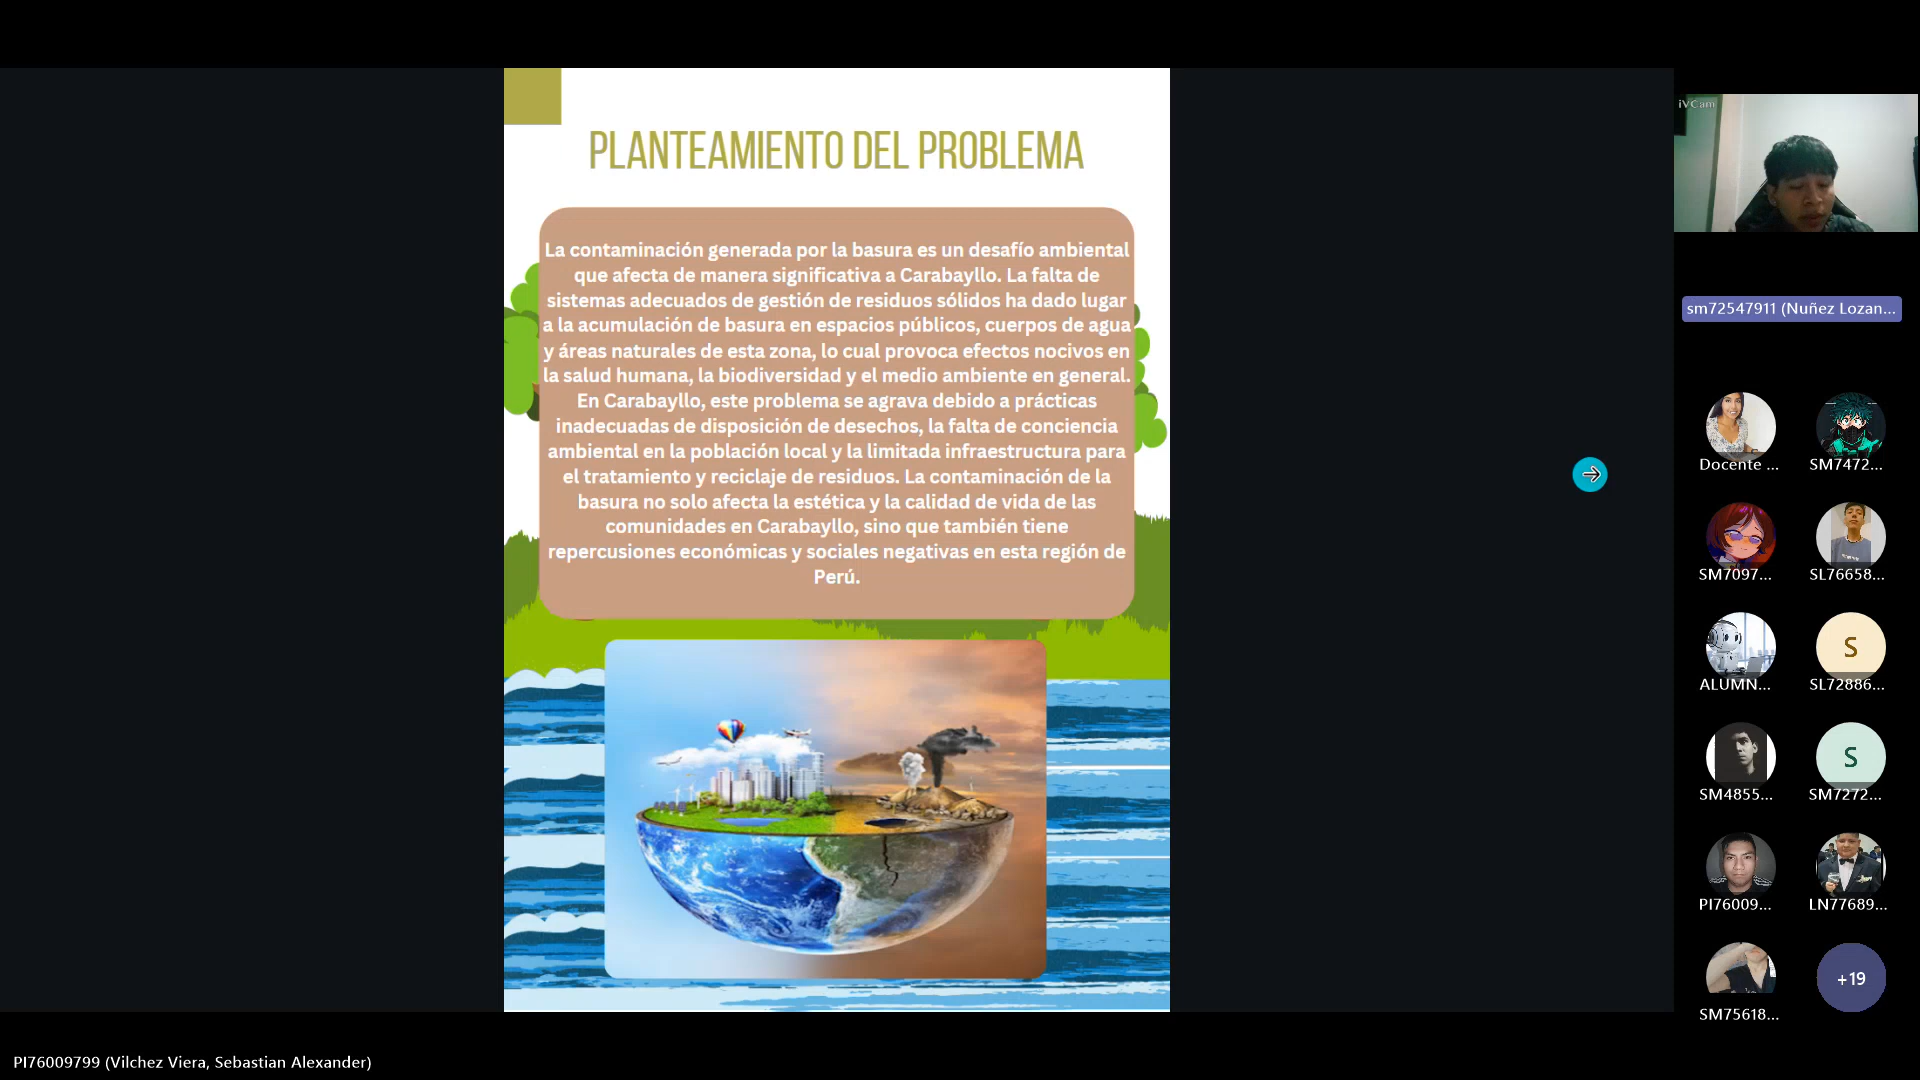 PLANTEAMIENTO DEL PROBLEMA
La contaminación generada por la basura es un desafío ambiental
que afecta de manera significativa a Carabayllo. La falta de
sistemas adecuados de gestión de residuos sólidos ha dado lugar
a la acumulación de basura en espacios públicos, cuerpos de agua
y áreas naturales de esta zona, lo cual provoca efectos nocivos en
la salud humana, la biodiversidad y el medio ambiente en general.
En Carabayllo, este problema se agrava debido a prácticas
inadecuadas de disposición de desechos, la falta de conciencia
ambiental en la población local y la limitada infraestructura para
el tratamiento y reciclaje de residuos. La contaminación de la
basura no solo afecta la estética y la calidad de vida de las
comunidades en Carabayllo, sino que también tiene
repercusiones económicas y sociales negativas en esta región de
Perú.
iVCam
sm72547911 (Nuñez Lozan...
Docente ...
SM7472...
SM7097...
SL76658...
ALUMN...
S
SL72886...
SM4855...
S
SM7272...
PI76009...
LN77689...
SM75618...
+19
PI76009799 (Vilchez Viera, Sebastian Alexander)